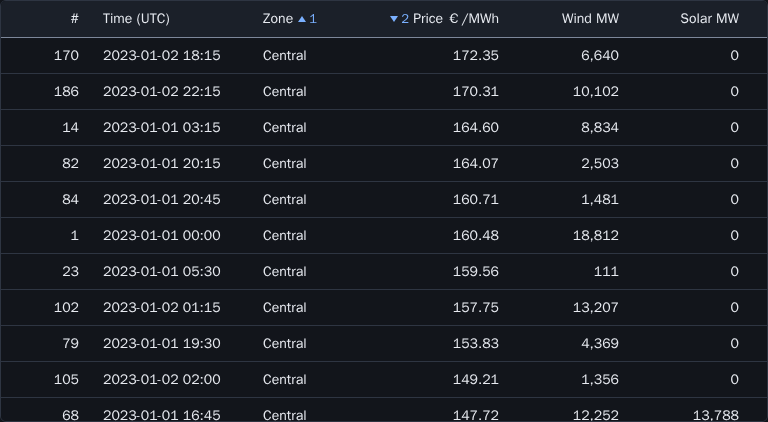 # Time (UTC) Zone ▲ 1 ▼ 2 Price €/MWh Wind MW Solar MW
170 2023-01-02 18:15 Central 172.35 6,640 0
186 2023-01-02 22:15 Central 170.31 10,102 0
14 2023-01-01 03:15 Central 164.60 8,834 0
82 2023-01-01 20:15 Central 164.07 2,503 0
84 2023-01-01 20:45 Central 160.71 1,481 0
1 2023-01-01 00:00 Central 160.48 18,812 0
23 2023-01-01 05:30 Central 159.56 111 0
102 2023-01-02 01:15 Central 157.75 13,207 0
79 2023-01-01 19:30 Central 153.83 4,369 0
105 2023-01-02 02:00 Central 149.21 1,356 0
68 2023-01-01 16:45 Central 147.72 12,252 13,788